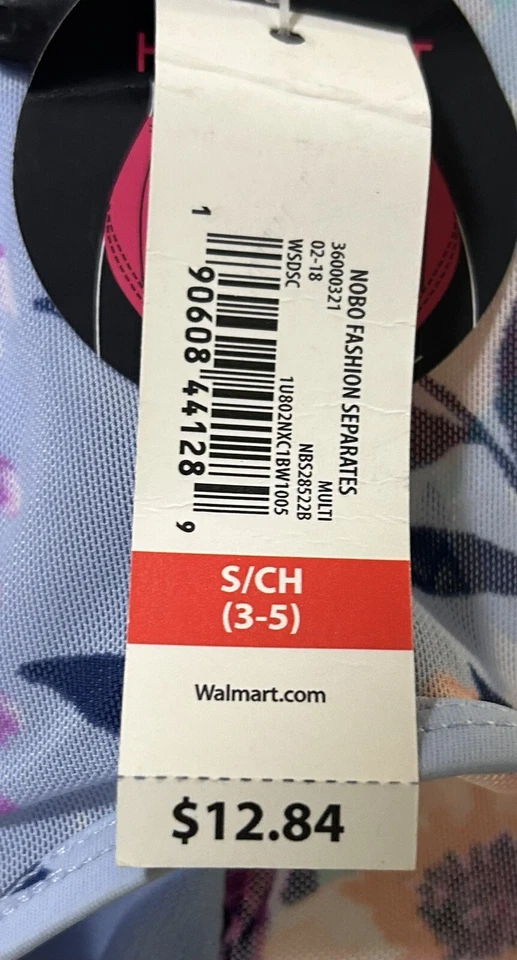 NOBO FASHION SEPARATES
36000321 MULTI
02-18 NBS28522B
WSDSC 1U802NXC1BW1005
1 90608 44128 9
S/CH
(3-5)
Walmart.com
$12.84